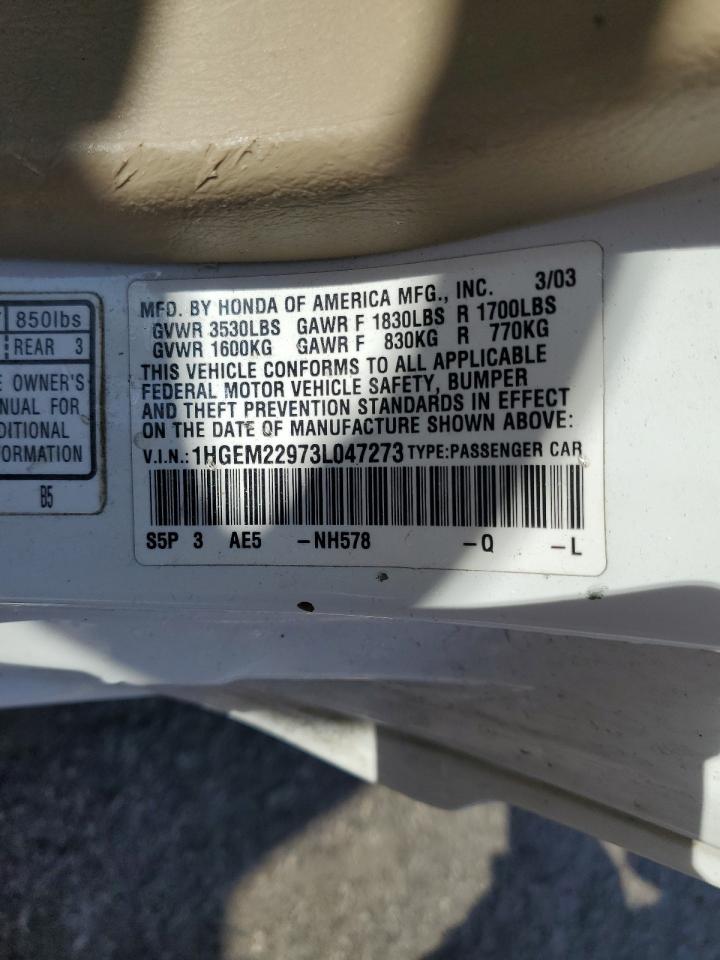 850lbs
REAR 3
OWNER'S
FOR
B5
MFD. BY HONDA OF AMERICA MFG., INC. 3/03
GVWR 3530LBS GAWR F 1830LBS R 1700LBS
GVWR 1600KG GAWR F 830KG R 770KG
THIS VEHICLE CONFORMS TO ALL APPLICABLE
FEDERAL MOTOR VEHICLE SAFETY, BUMPER
AND THEFT PREVENTION STANDARDS IN EFFECT
ON THE DATE OF MANUFACTURE SHOWN ABOVE:
V.I.N.: 1HGEM22973L047273 TYPE:PASSENGER CAR
S5P 3 AE5 -NH578 -Q -L